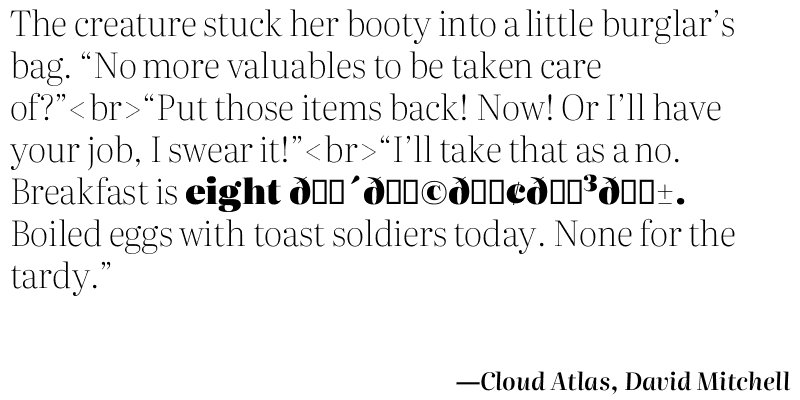 The creature stuck her booty into a little burglar’s
bag. “No more valuables to be taken care
of?”<br>“Put those items back! Now! Or I’ll have
your job, I swear it!”<br>“I’ll take that as a no.
Breakfast is eight ð□□´ð□□©ð□□¢ð□□³ð□□±.
Boiled eggs with toast soldiers today. None for the
tardy.”
—Cloud Atlas, David Mitchell